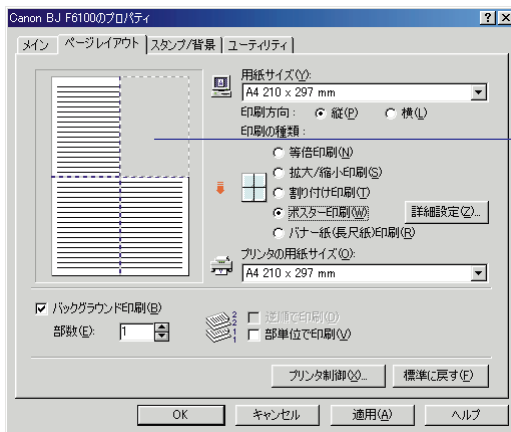 Canon BJ F6100のプロパティ
メイン ページレイアウト スタンプ/背景 ユーティリティ
用紙サイズ(Y):
A4 210 x 297 mm
印刷方向: 縦(P) 横(L)
印刷の種類:
等倍印刷(N)
拡大/縮小印刷(S)
割り付け印刷(T)
ポスター印刷(W) 詳細設定(Z)...
バナー紙(長尺紙)印刷(R)
プリンタの用紙サイズ(O):
A4 210 x 297 mm
バックグラウンド印刷(B)
部数(E): 1
2 2 1
逆順で印刷(D)
部単位で印刷(V)
プリンタ制御(X)... 標準に戻す(F)
OK キャンセル 適用(A) ヘルプ